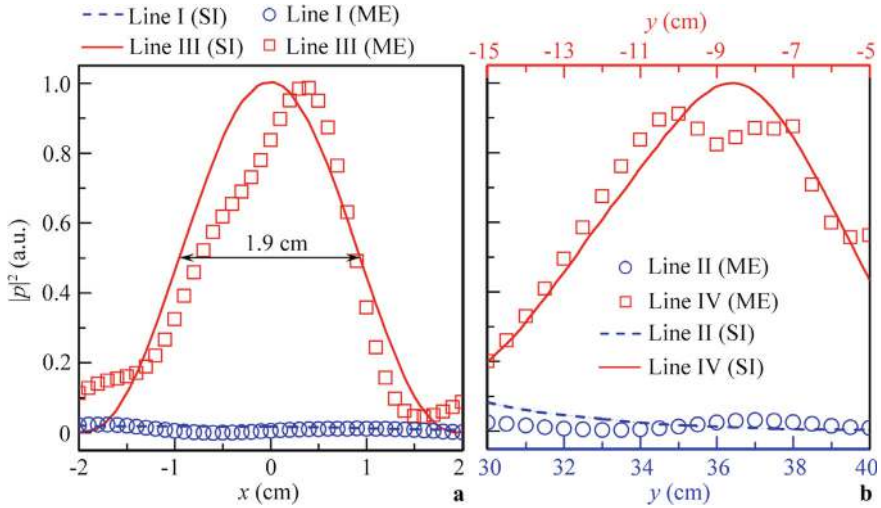 Line I (SI)
Line I (ME)
Line III (SI)
Line III (ME)
y (cm)
-15
-13
-11
-9
-7
-5
1.0
0.8
0.6
0.4
0.2
0
|p|² (a.u.)
1.9 cm
Line II (ME)
Line IV (ME)
Line II (SI)
Line IV (SI)
-2
-1
0
1
2
x (cm)
a
30
32
34
36
38
40
y (cm)
b